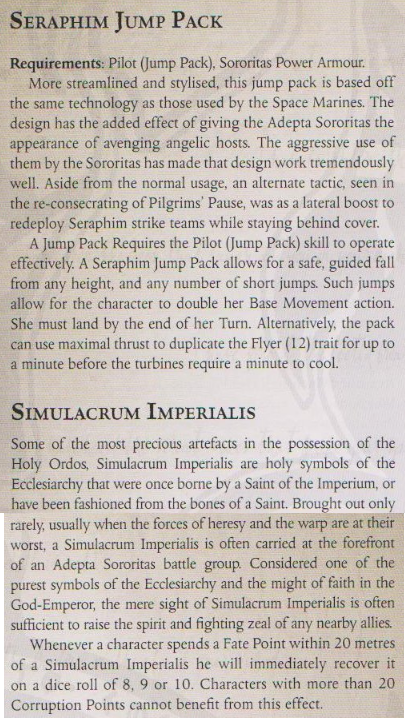 SERAPHIM JUMP PACK
Requirements: Pilot (Jump Pack), Sororitas Power Armour.
More streamlined and stylised, this jump pack is based off
the same technology as those used by the Space Marines. The
design has the added effect of giving the Adepta Sororitas the
appearance of avenging angelic hosts. The aggressive use of
them by the Sororitas has made that design work tremendously
well. Aside from the normal usage, an alternate tactic, seen in
the re-consecrating of Pilgrims' Pause, was as a lateral boost to
redeploy Seraphim strike teams while staying behind cover.
A Jump Pack Requires the Pilot (Jump Pack) skill to operate
effectively. A Seraphim Jump Pack allows for a safe, guided fall
from any height, and any number of short jumps. Such jumps
allow for the character to double her Base Movement action.
She must land by the end of her Turn. Alternatively, the pack
can use maximal thrust to duplicate the Flyer (12) trait for up to
a minute before the turbines require a minute to cool.
SIMULACRUM IMPERIALIS
Some of the most precious artefacts in the possession of the
Holy Ordos, Simulacrum Imperialis are holy symbols of the
Ecclesiarchy that were once borne by a Saint of the Imperium, or
have been fashioned from the bones of a Saint. Brought out only
rarely, usually when the forces of heresy and the warp are at their
worst, a Simulacrum Imperialis is often carried at the forefront
of an Adepta Sororitas battle group. Considered one of the
purest symbols of the Ecclesiarchy and the might of faith in the
God-Emperor, the mere sight of Simulacrum Imperialis is often
sufficient to raise the spirit and fighting zeal of any nearby allies.
Whenever a character spends a Fate Point within 20 metres
of a Simulacrum Imperialis he will immediately recover it
on a dice roll of 8, 9 or 10. Characters with more than 20
Corruption Points cannot benefit from this effect.